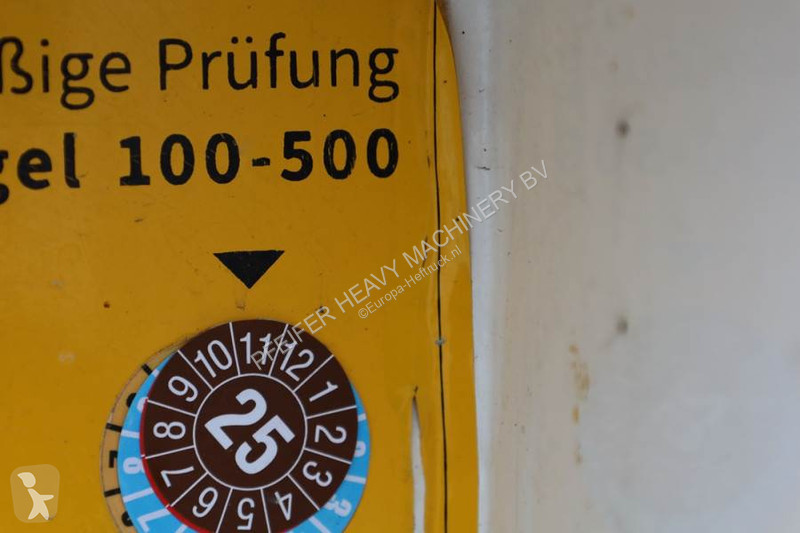 ßige Prüfung
gel 100-500
PFEIFER HEAVY MACHINERY BV
©Europa-Heftruck.nl
10 11 12 1 2 3 4 5 6 7 8 9
25